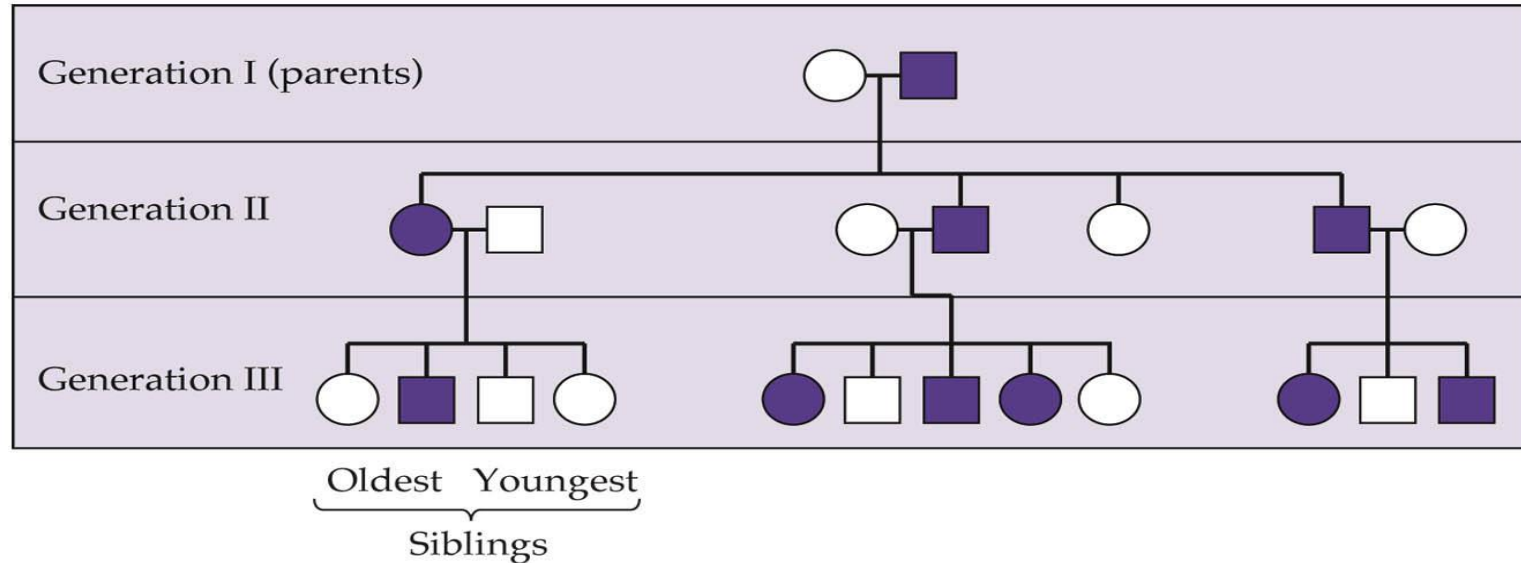 Generation I (parents)
Generation II
Generation III
Oldest Youngest
Siblings